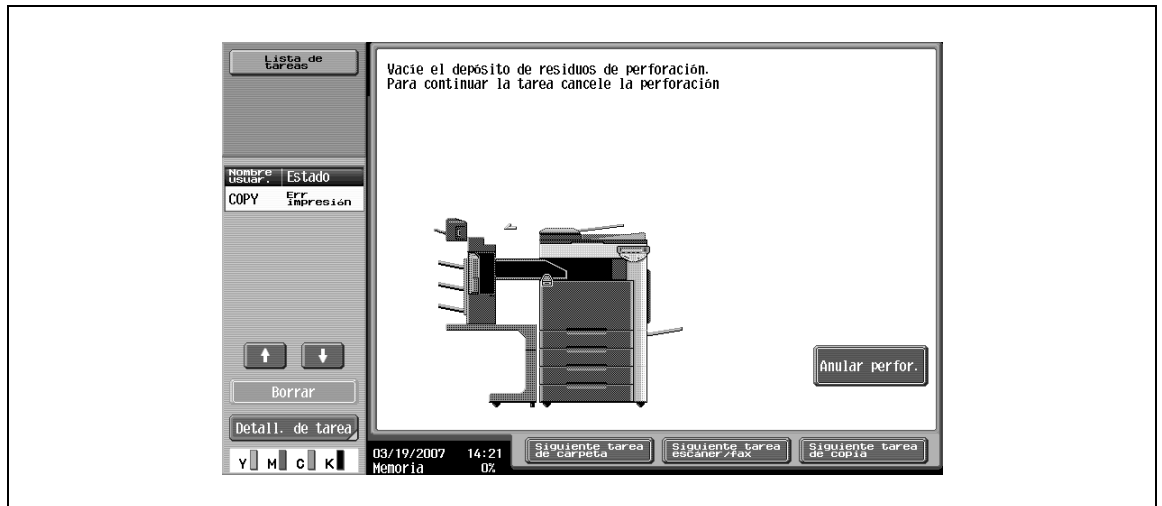 Lista de
tareas
Vacíe el depósito de residuos de perforación.
Para continuar la tarea cancele la perforación
Nombre
usuar.
Estado
COPY
Err
impresión
Anular perfor.
Borrar
Detall. de tarea
Y M C K
03/19/2007 14:21
Memoria 0%
Siguiente tarea
de carpeta
Siguiente tarea
escáner/fax
Siguiente tarea
de copia